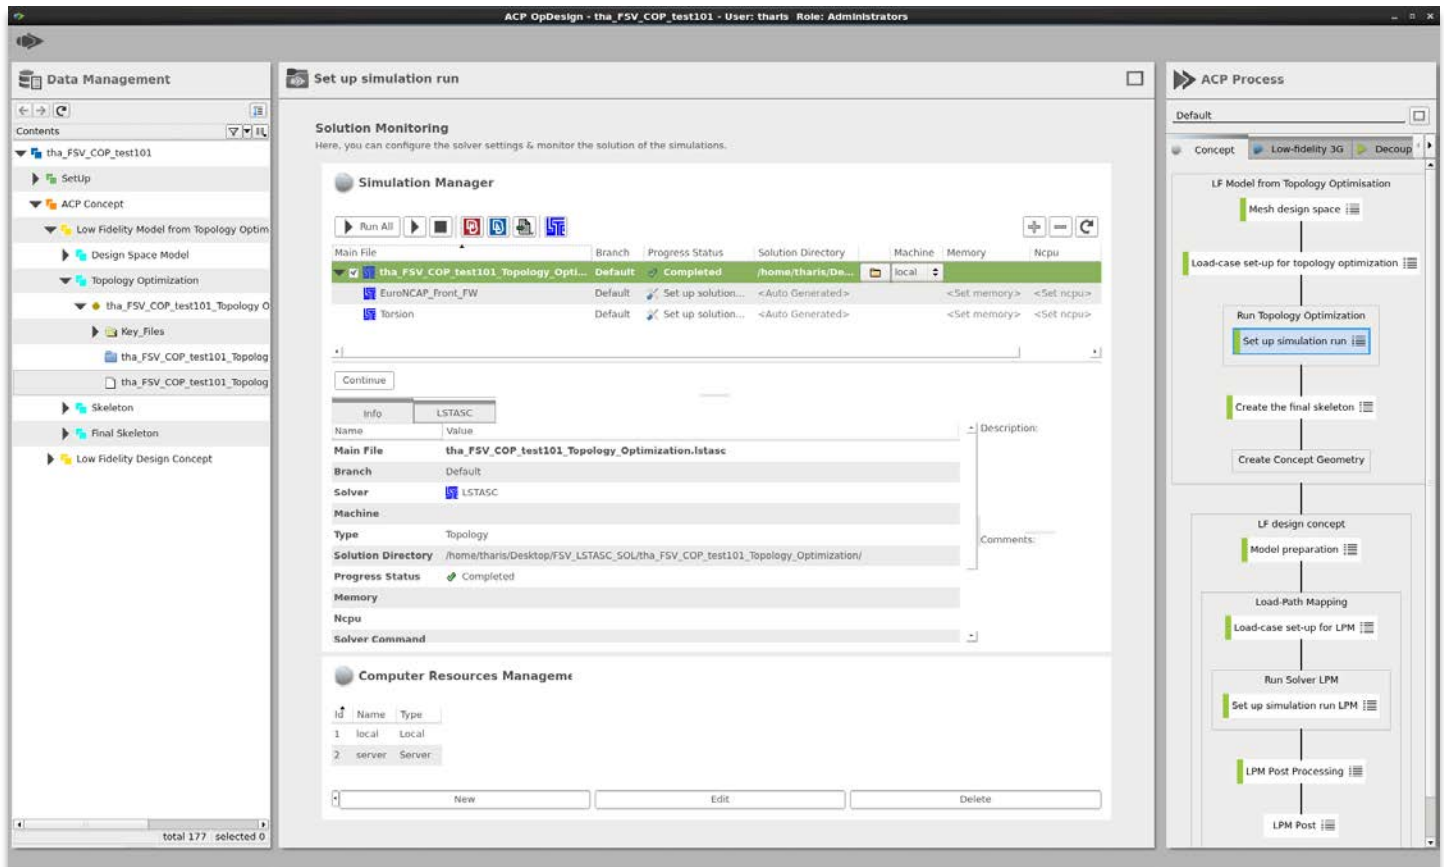 ACP OpDesign - tha_FSV_COP_test101 - User: tharis Role: Administrators
Data Management
Contents
tha_FSV_COP_test101
SetUp
ACP Concept
Low Fidelity Model from Topology Optim
Design Space Model
Topology Optimization
tha_FSV_COP_test101_Topology O
Key_Files
tha_FSV_COP_test101_Topolog
tha_FSV_COP_test101_Topolog
Skeleton
Final Skeleton
Low Fidelity Design Concept
total 177 selected 0
Set up simulation run
Solution Monitoring
Here, you can configure the solver settings & monitor the solution of the simulations.
Simulation Manager
Run All
Main File Branch Progress Status Solution Directory Machine Memory Ncpu
tha_FSV_COP_test101_Topology_Opti... Default Completed /home/tharis/De... local
EuroNCAP_Front_FW Default Set up solution... <Auto Generated> <Set memory> <Set ncpu>
Torsion Default Set up solution... <Auto Generated> <Set memory> <Set ncpu>
Continue
Info LSTASC
Name Value
Main File tha_FSV_COP_test101_Topology_Optimization.lstasc
Branch Default
Solver LSTASC
Machine
Type Topology
Solution Directory /home/tharis/Desktop/FSV_LSTASC_SOL/tha_FSV_COP_test101_Topology_Optimization/
Progress Status Completed
Memory
Ncpu
Solver Command
Description:
Comments:
Computer Resources Manageme
Id Name Type
1 local Local
2 server Server
New Edit Delete
ACP Process
Default
Concept Low-fidelity 3G Decoup
LF Model from Topology Optimisation
Mesh design space
Load-case set-up for topology optimization
Run Topology Optimization
Set up simulation run
Create the final skeleton
Create Concept Geometry
LF design concept
Model preparation
Load-Path Mapping
Load-case set-up for LPM
Run Solver LPM
Set up simulation run LPM
LPM Post Processing
LPM Post